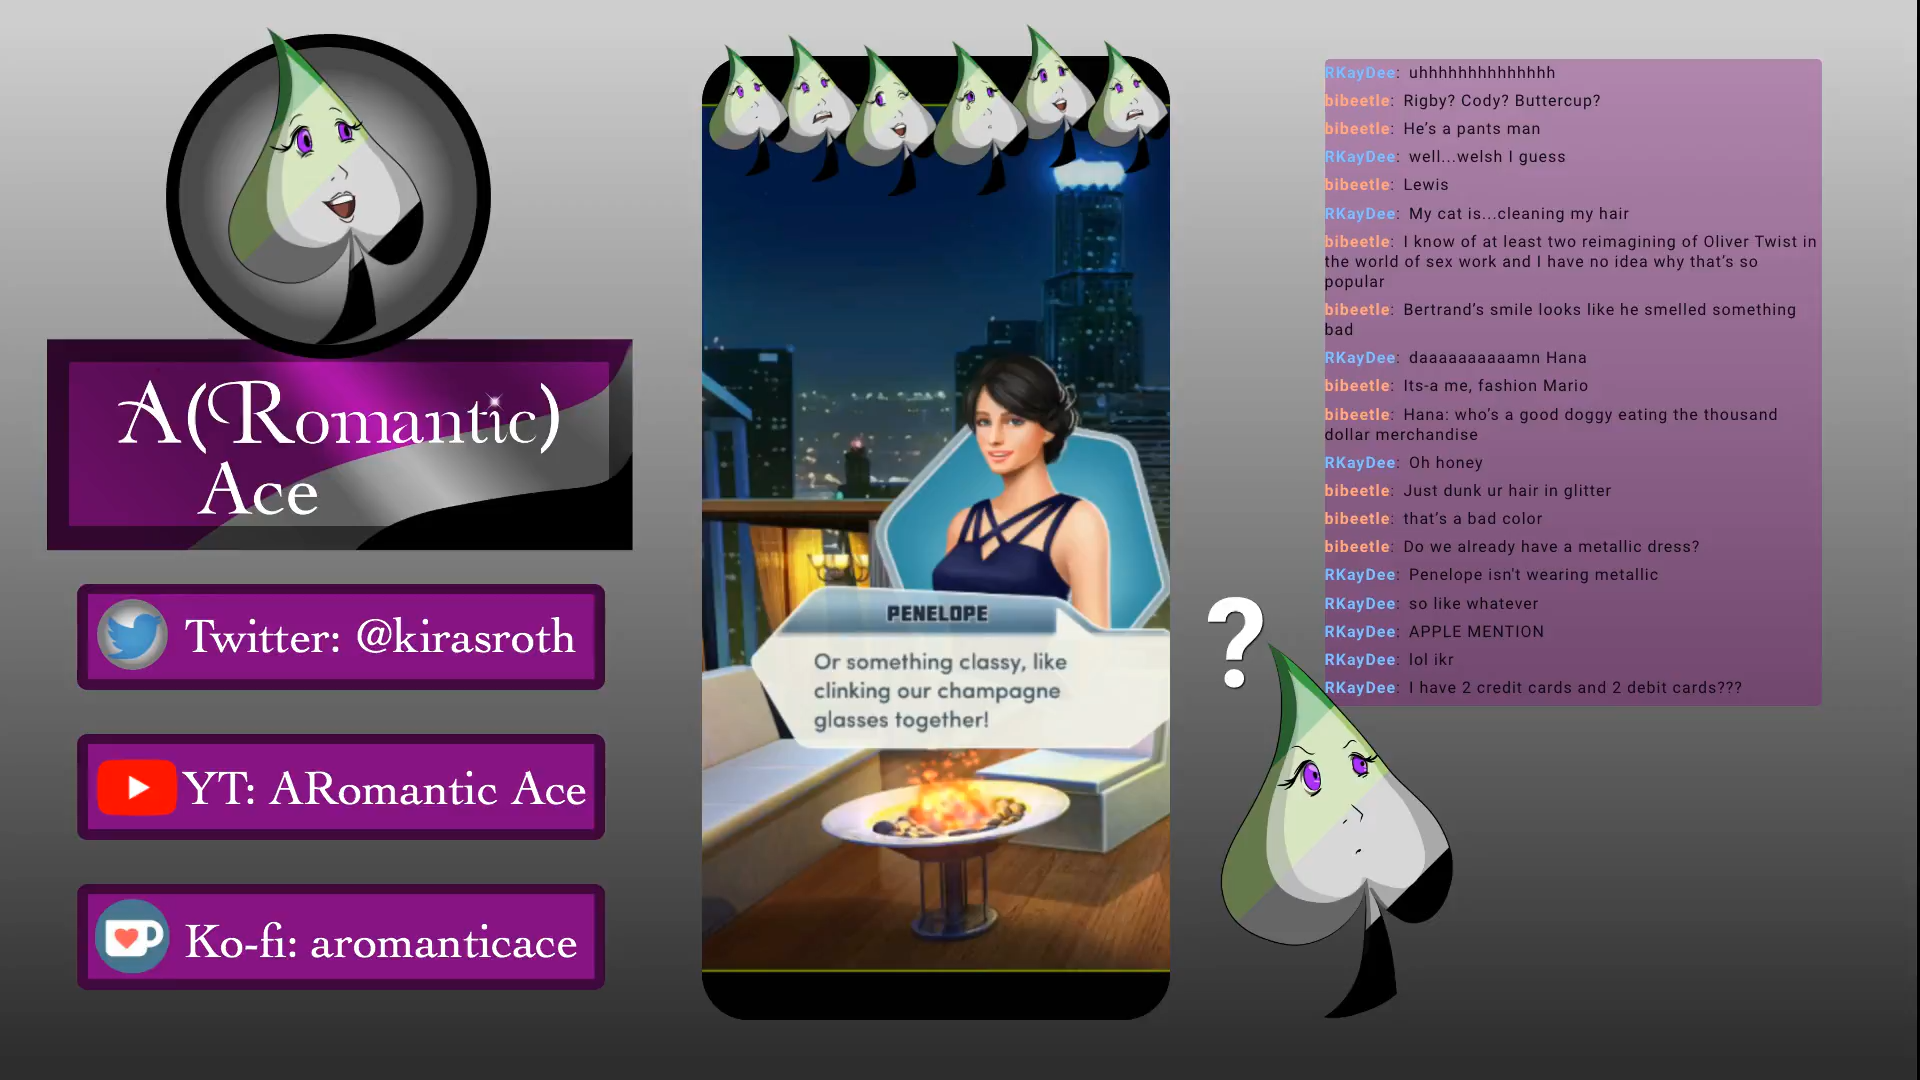 A(Romantic)
Ace
Twitter: @kirasroth
YT: ARomantic Ace
Ko-fi: aromanticace
PENELOPE
Or something classy, like
clinking our champagne
glasses together!
?
RKayDee: uhhhhhhhhhhhhhh
bibeetle: Rigby? Cody? Buttercup?
bibeetle: He’s a pants man
RKayDee: well...welsh I guess
bibeetle: Lewis
RKayDee: My cat is...cleaning my hair
bibeetle: I know of at least two reimagining of Oliver Twist in
the world of sex work and I have no idea why that’s so
popular
bibeetle: Bertrand’s smile looks like he smelled something
bad
RKayDee: daaaaaaaaaamn Hana
bibeetle: Its-a me, fashion Mario
bibeetle: Hana: who’s a good doggy eating the thousand
dollar merchandise
RKayDee: Oh honey
bibeetle: Just dunk ur hair in glitter
bibeetle: that’s a bad color
bibeetle: Do we already have a metallic dress?
RKayDee: Penelope isn't wearing metallic
RKayDee: so like whatever
RKayDee: APPLE MENTION
RKayDee: lol ikr
RKayDee: I have 2 credit cards and 2 debit cards???